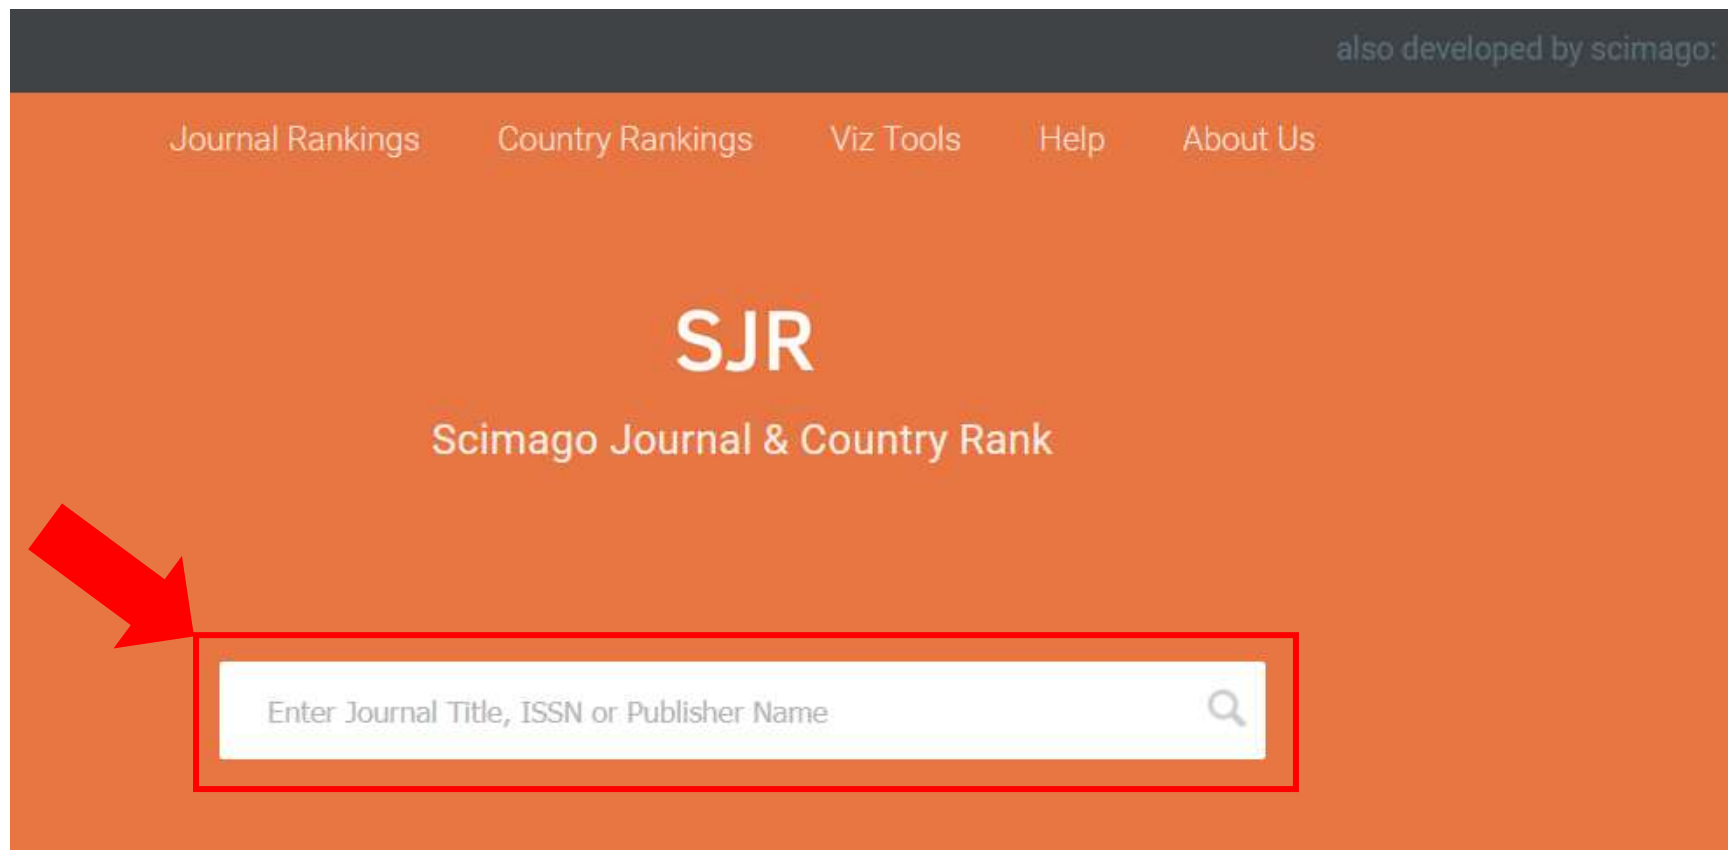 also developed by scimago:
Journal Rankings Country Rankings Viz Tools Help About Us
SJR
Scimago Journal & Country Rank
Enter Journal Title, ISSN or Publisher Name